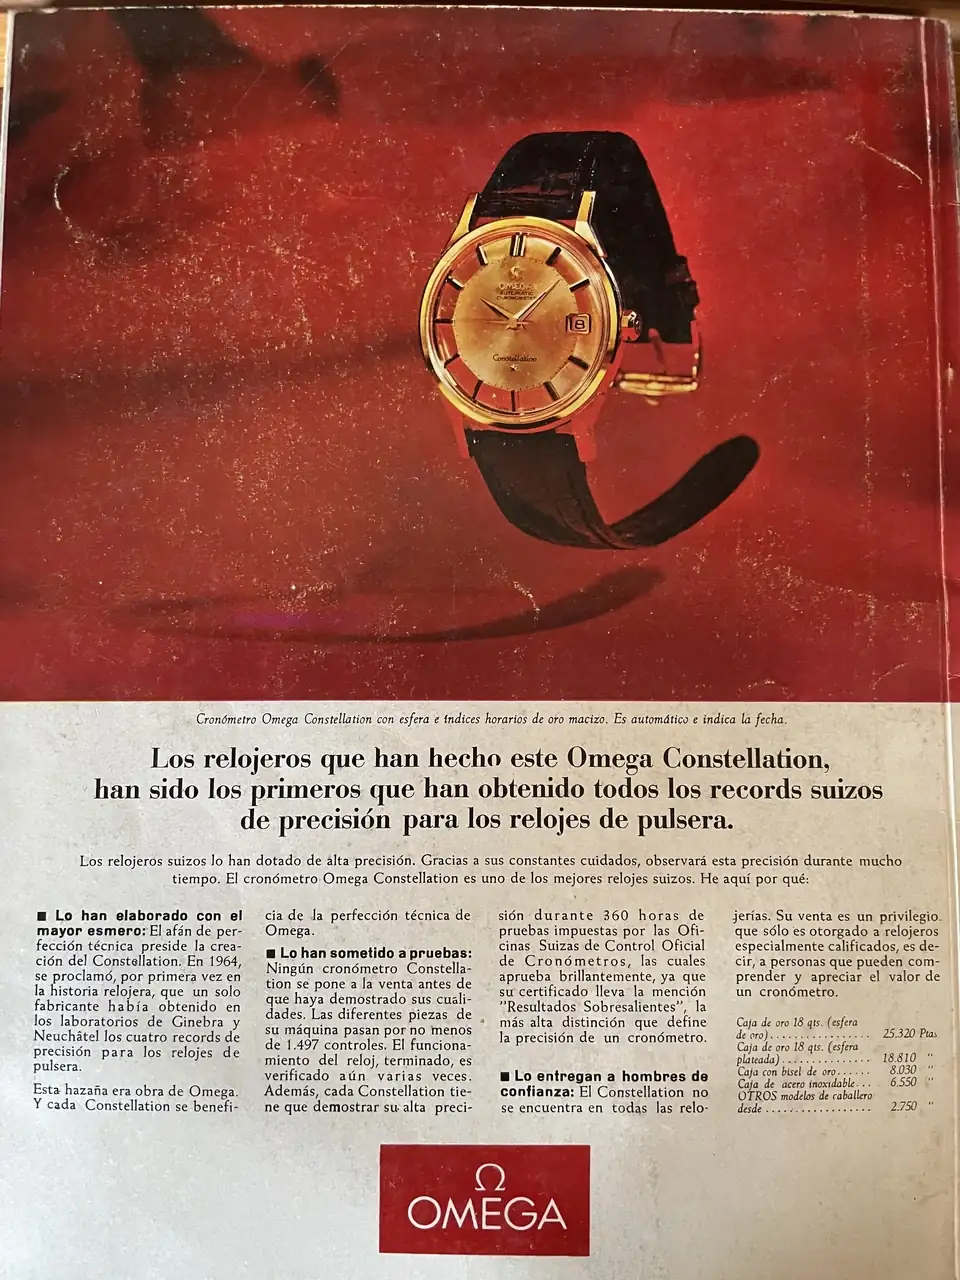 Ω
OMEGA
AUTOMATIC
CHRONOMETER
8
Constellation
Cronómetro Omega Constellation con esfera e índices horarios de oro macizo. Es automático e indica la fecha.
Los relojeros que han hecho este Omega Constellation,
han sido los primeros que han obtenido todos los records suizos
de precisión para los relojes de pulsera.
Los relojeros suizos lo han dotado de alta precisión. Gracias a sus constantes cuidados, observará esta precisión durante mucho
tiempo. El cronómetro Omega Constellation es uno de los mejores relojes suizos. He aquí por qué:
■ Lo han elaborado con el
mayor esmero: El afán de per-
fección técnica preside la crea-
ción del Constellation. En 1964,
se proclamó, por primera vez en
la historia relojera, que un solo
fabricante había obtenido en
los laboratorios de Ginebra y
Neuchâtel los cuatro records de
precisión para los relojes de
pulsera.
Esta hazaña era obra de Omega.
Y cada Constellation se benefi-
cia de la perfección técnica de
Omega.
■ Lo han sometido a pruebas:
Ningún cronómetro Constella-
tion se pone a la venta antes de
que haya demostrado sus cuali-
dades. Las diferentes piezas de
su máquina pasan por no menos
de 1.497 controles. El funciona-
miento del reloj, terminado, es
verificado aún varias veces.
Además, cada Constellation tie-
ne que demostrar su alta preci-
sión durante 360 horas de
pruebas impuestas por las Ofi-
cinas Suizas de Control Oficial
de Cronómetros, las cuales
aprueba brillantemente, ya que
su certificado lleva la mención
"Resultados Sobresalientes", la
más alta distinción que define
la precisión de un cronómetro.
■ Lo entregan a hombres de
confianza: El Constellation no
se encuentra en todas las relo-
jerías. Su venta es un privilegio
que sólo es otorgado a relojeros
especialmente calificados, es de-
cir, a personas que pueden com-
prender y apreciar el valor de
un cronómetro.
Caja de oro 18 qts. (esfera
de oro)................. 25.320 Ptas.
Caja de oro 18 qts. (esfera
plateada)............... 18.810 "
Caja con bisel de oro..... 8.030 "
Caja de acero inoxidable... 6.550 "
OTROS modelos de caballero
desde .................. 2.750 "
Ω
OMEGA